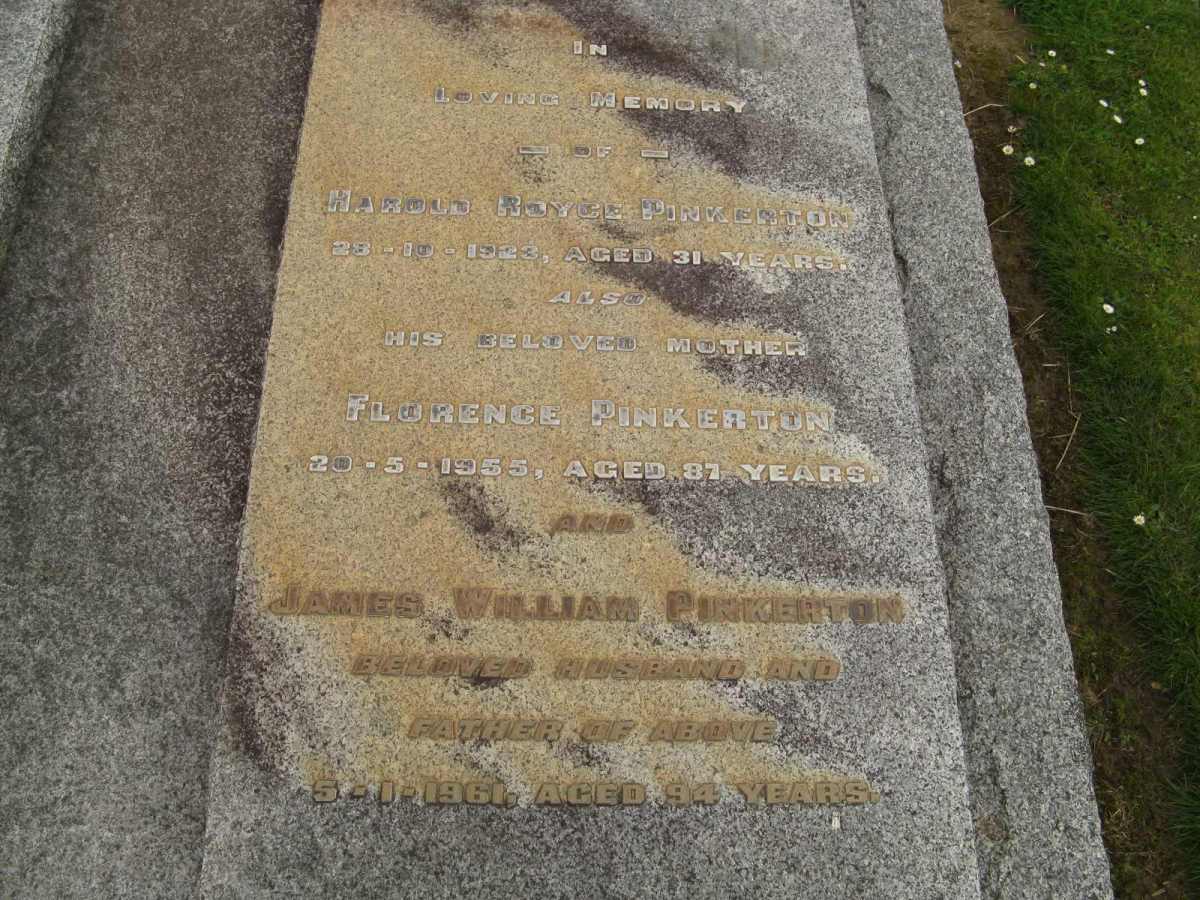 IN
LOVING MEMORY
— OF —
HAROLD ROYCE PINKERTON
28-10-1923, AGED 31 YEARS.
ALSO
HIS BELOVED MOTHER
FLORENCE PINKERTON
20-5-1955, AGED 87 YEARS.
AND
JAMES WILLIAM PINKERTON
BELOVED HUSBAND AND
FATHER OF ABOVE
5-1-1961, AGED 94 YEARS.